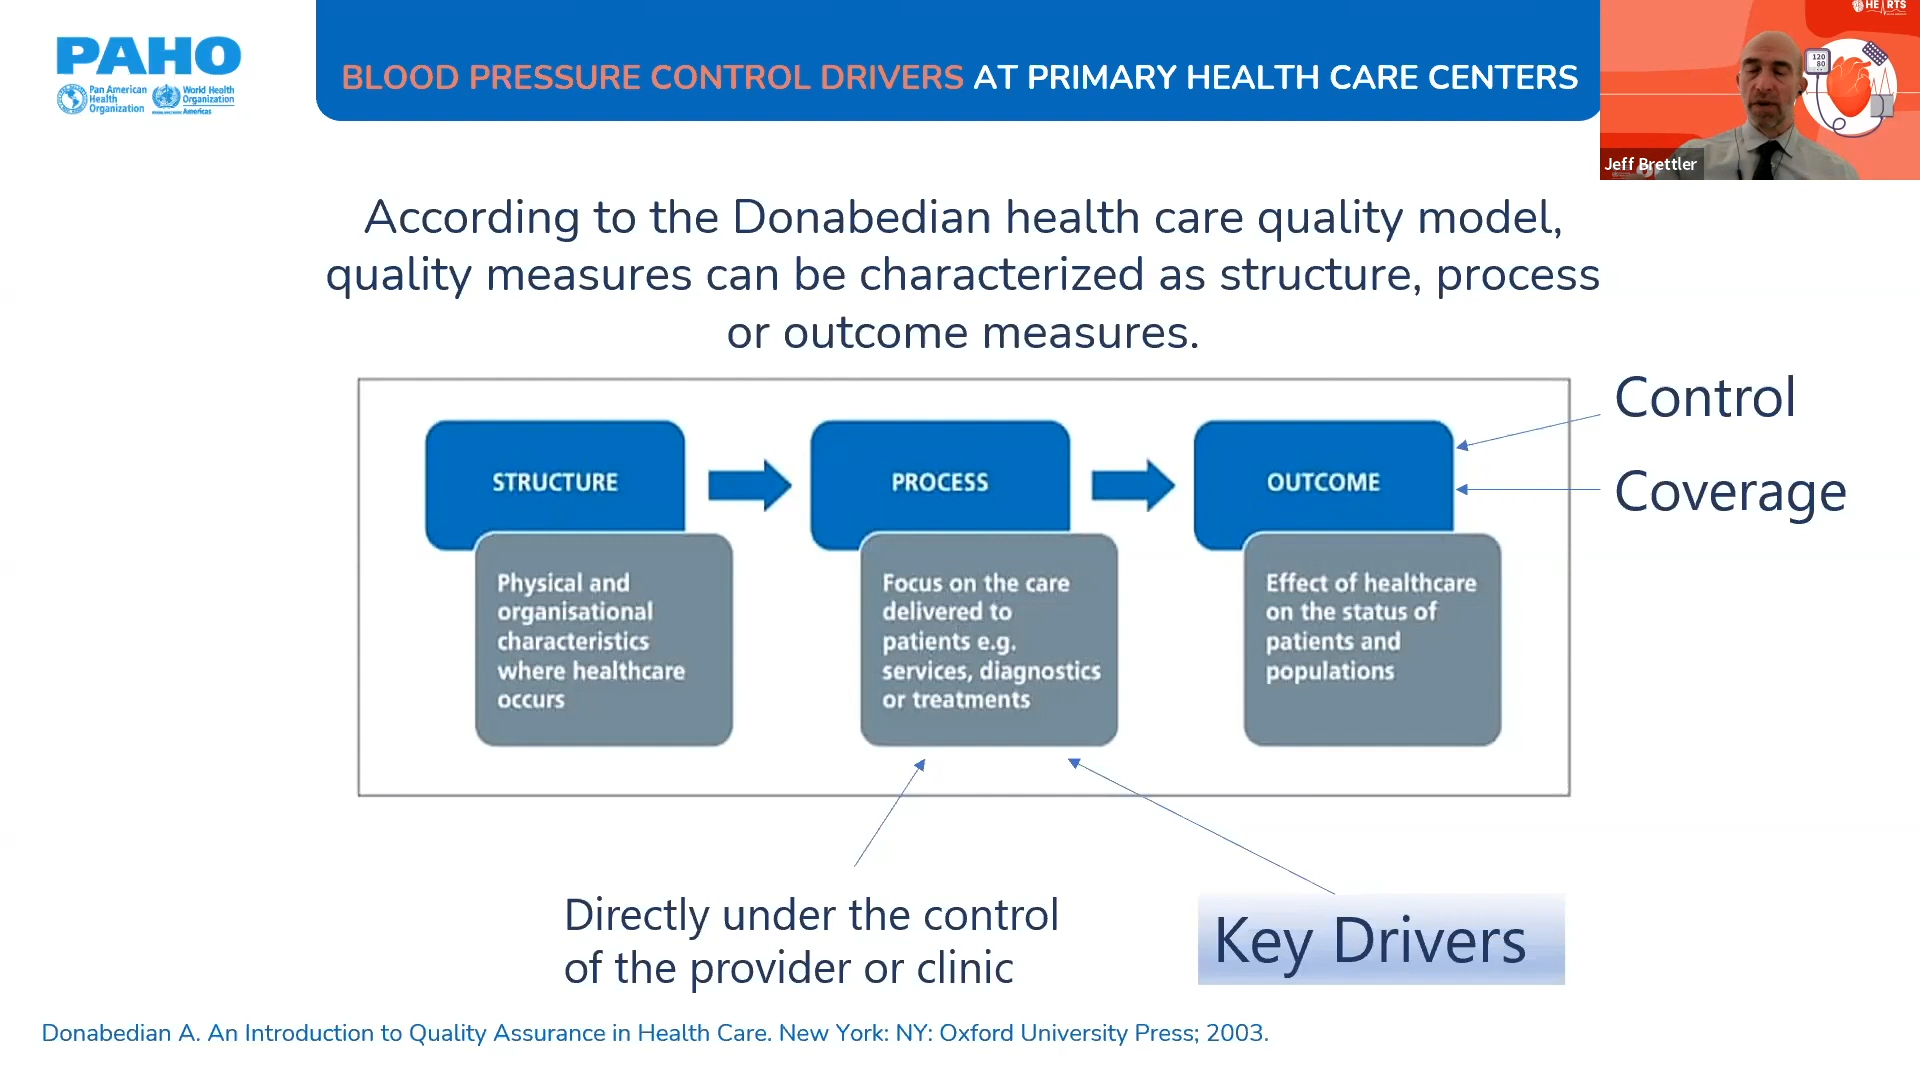 PAHO
Pan American
Health
Organization
World Health
Organization
Americas
BLOOD PRESSURE CONTROL DRIVERS AT PRIMARY HEALTH CARE CENTERS
HE RTS
120
80
Jeff Brettler
According to the Donabedian health care quality model,
quality measures can be characterized as structure, process
or outcome measures.
Control
Coverage
STRUCTURE
Physical and
organisational
characteristics
where healthcare
occurs
PROCESS
Focus on the care
delivered to
patients e.g.
services, diagnostics
or treatments
OUTCOME
Effect of healthcare
on the status of
patients and
populations
Directly under the control
of the provider or clinic
Key Drivers
Donabedian A. An Introduction to Quality Assurance in Health Care. New York: NY: Oxford University Press; 2003.